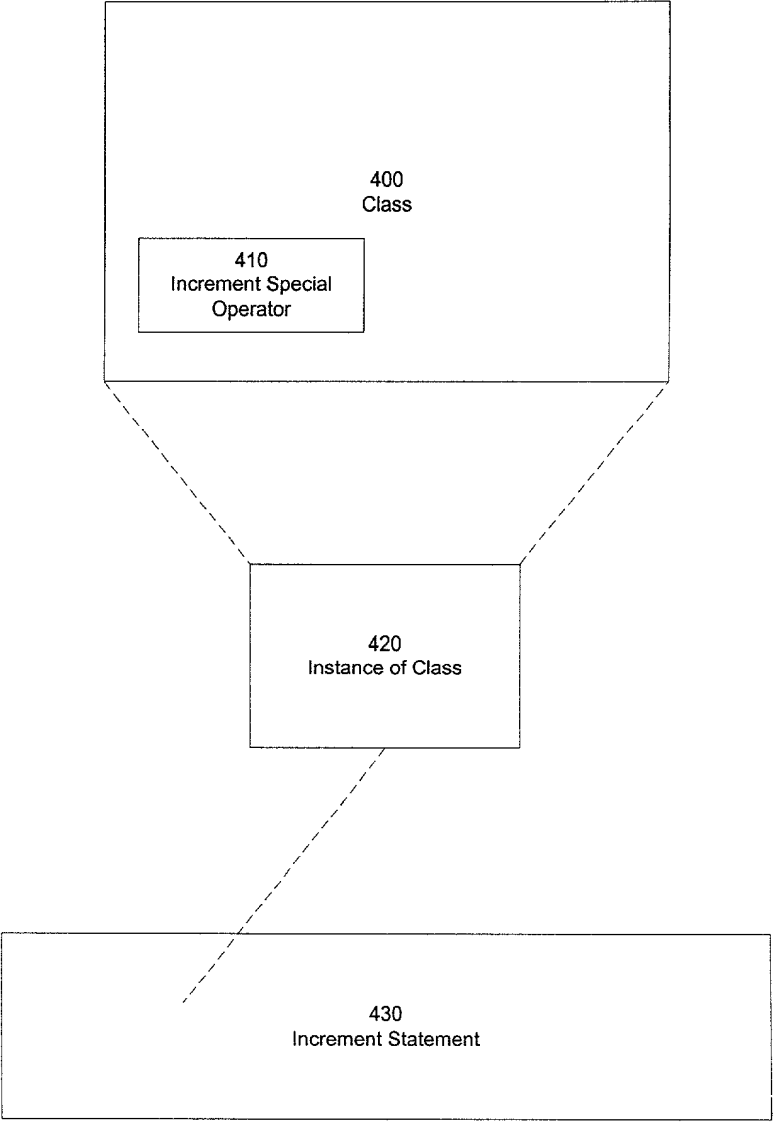 400
Class
410
Increment Special
Operator
420
Instance of Class
430
Increment Statement